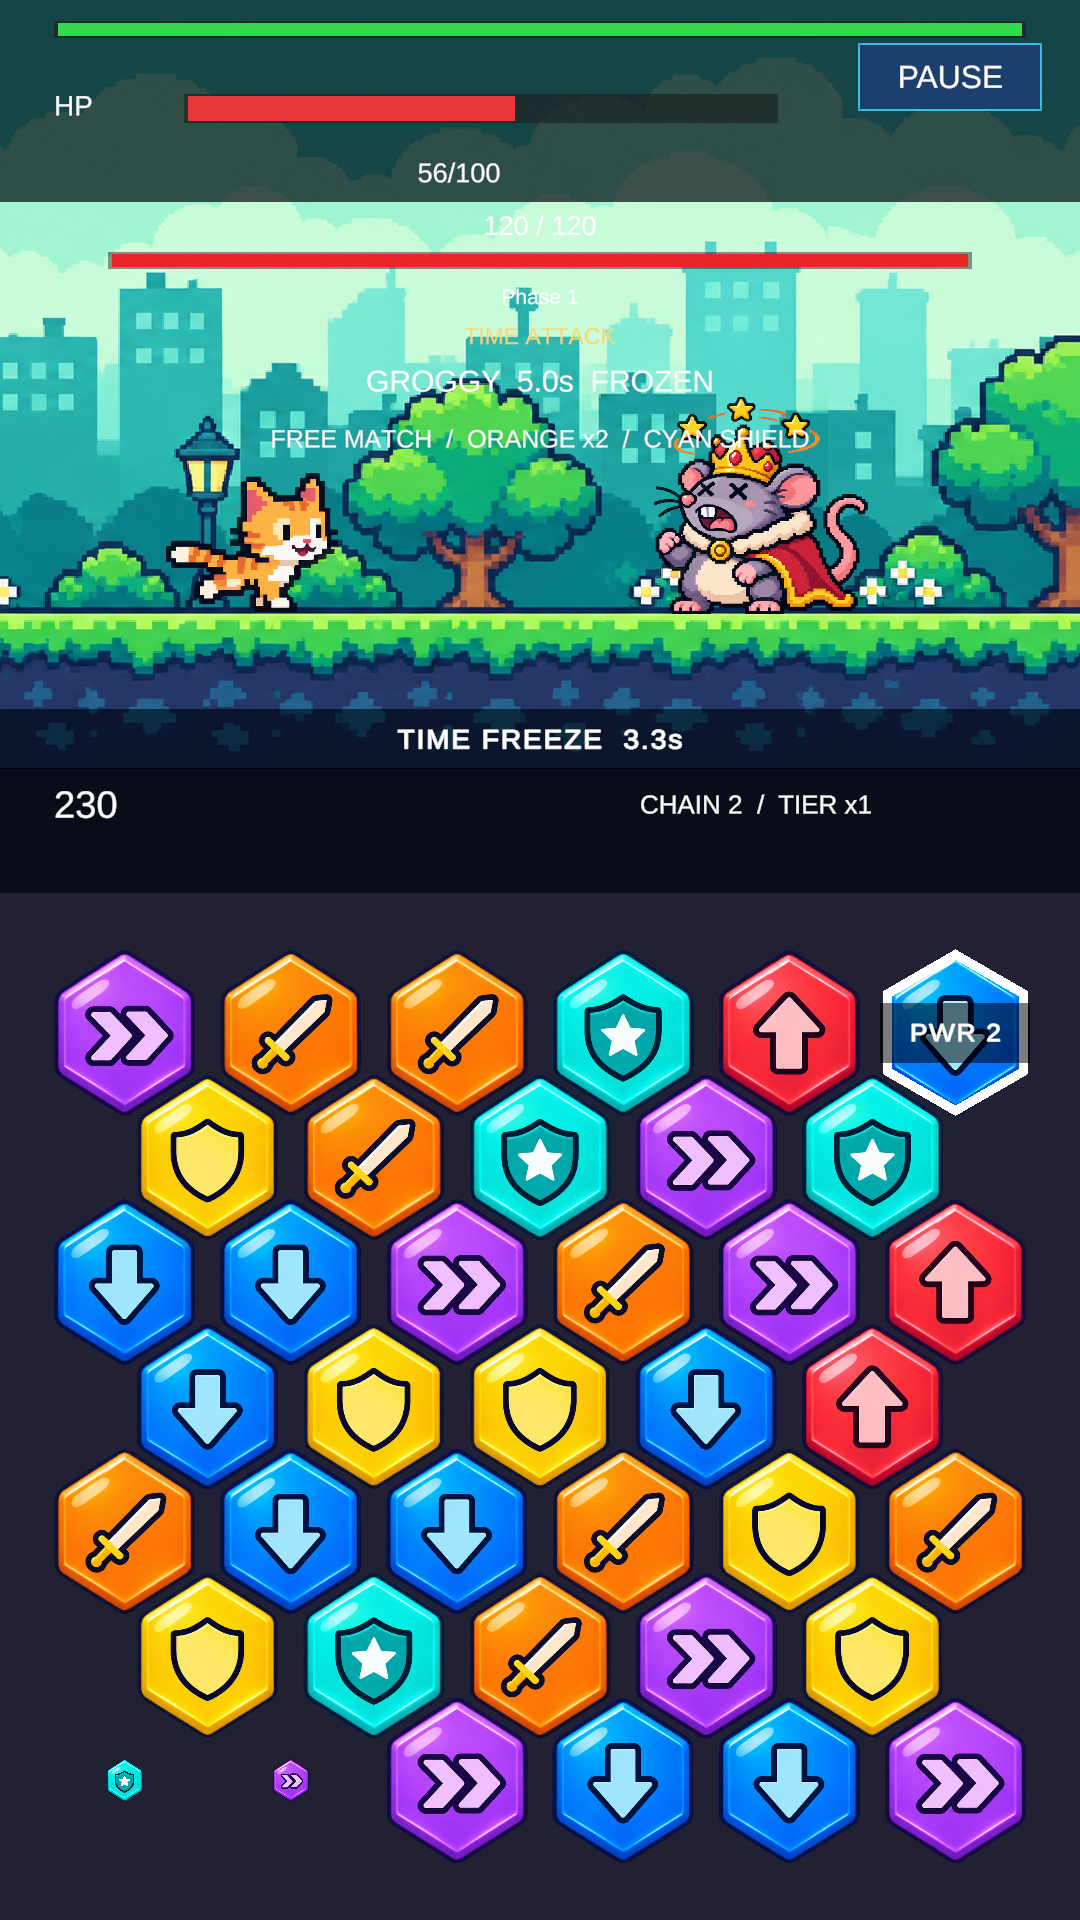 PAUSE
HP
56/100
120 / 120
Phase 1
TIME ATTACK
GROGGY 5.0s FROZEN
FREE MATCH / ORANGE x2 / CYAN SHIELD
TIME FREEZE 3.3s
230
CHAIN 2 / TIER x1
PWR 2